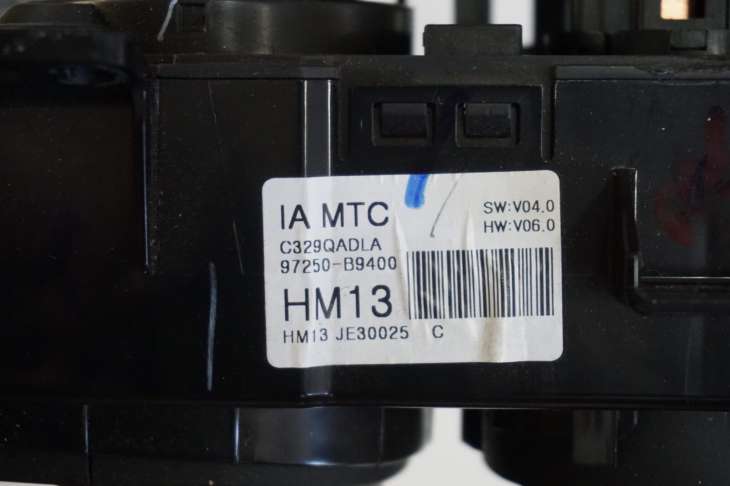 IA MTC
SW:V04.0
C329QADLA
HW:V06.0
97250-B9400
HM13
HM13 JE30025 C